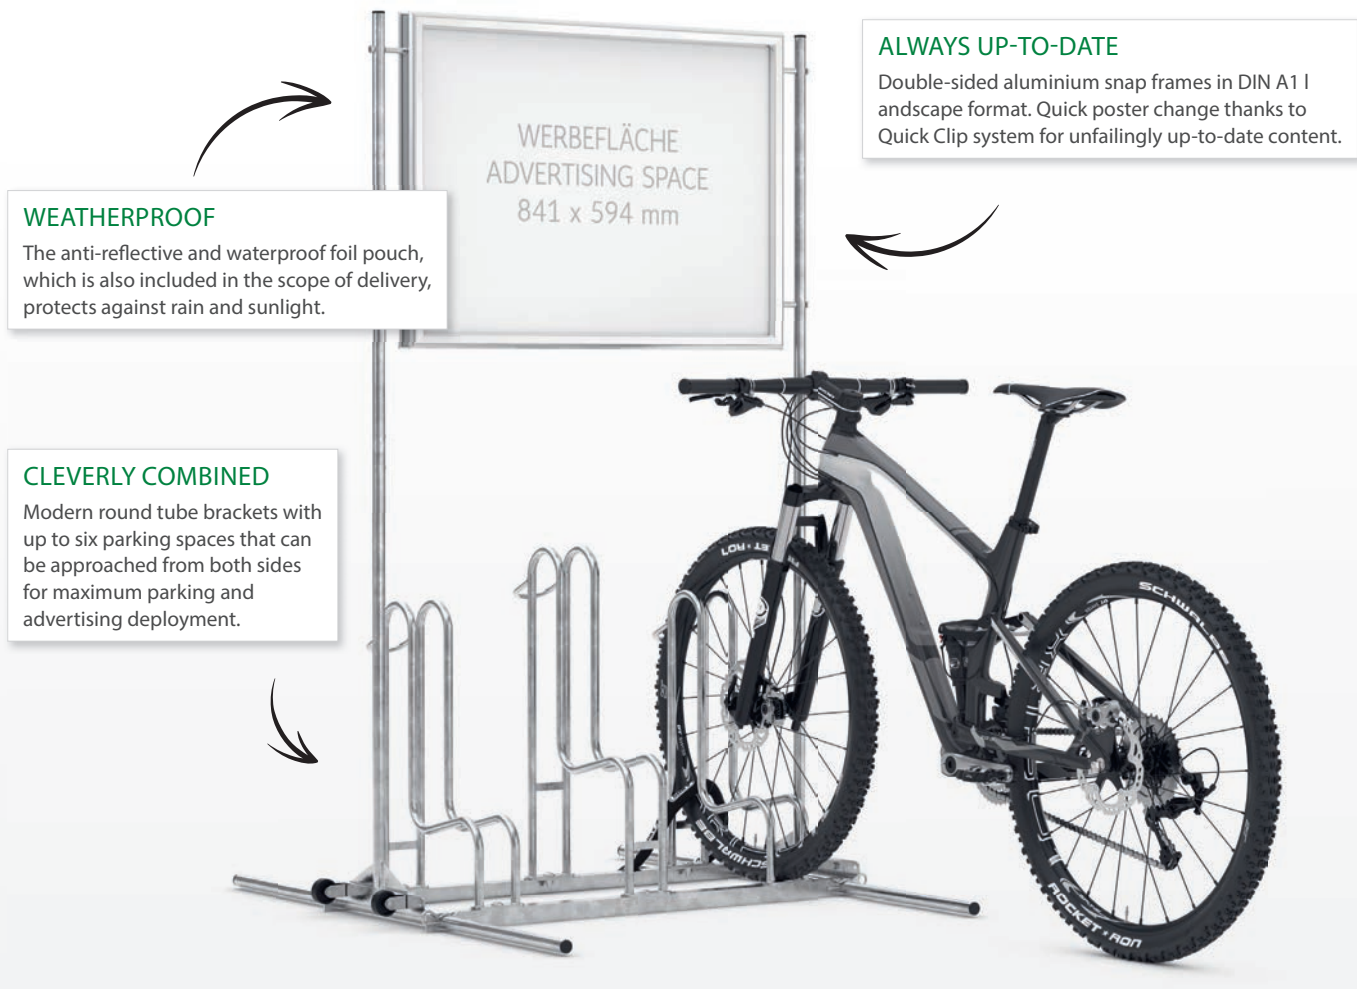 ALWAYS UP-TO-DATE
Double-sided aluminium snap frames in DIN A1 l
andscape format. Quick poster change thanks to
Quick Clip system for unfailingly up-to-date content.
WERBEFLÄCHE
ADVERTISING SPACE
841 x 594 mm
WEATHERPROOF
The anti-reflective and waterproof foil pouch,
which is also included in the scope of delivery,
protects against rain and sunlight.
CLEVERLY COMBINED
Modern round tube brackets with
up to six parking spaces that can
be approached from both sides
for maximum parking and
advertising deployment.
SCHWALBE
SCHWALBE
ROCKET RON